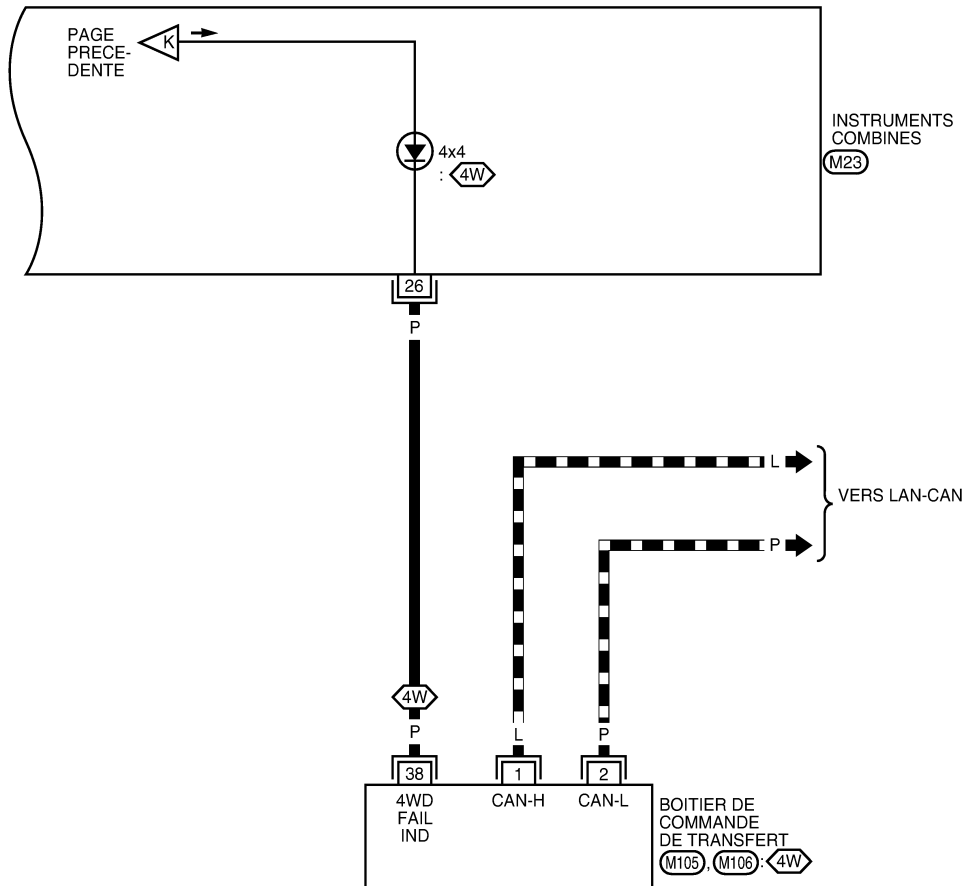 PAGE
PRECE-
DENTE
K
4x4
: 4W
INSTRUMENTS
COMBINES
M23
26
P
L
VERS LAN-CAN
P
4W
P
L
P
38
1
2
4WD
FAIL
IND
CAN-H
CAN-L
BOITIER DE
COMMANDE
DE TRANSFERT
M105 , M106 : 4W